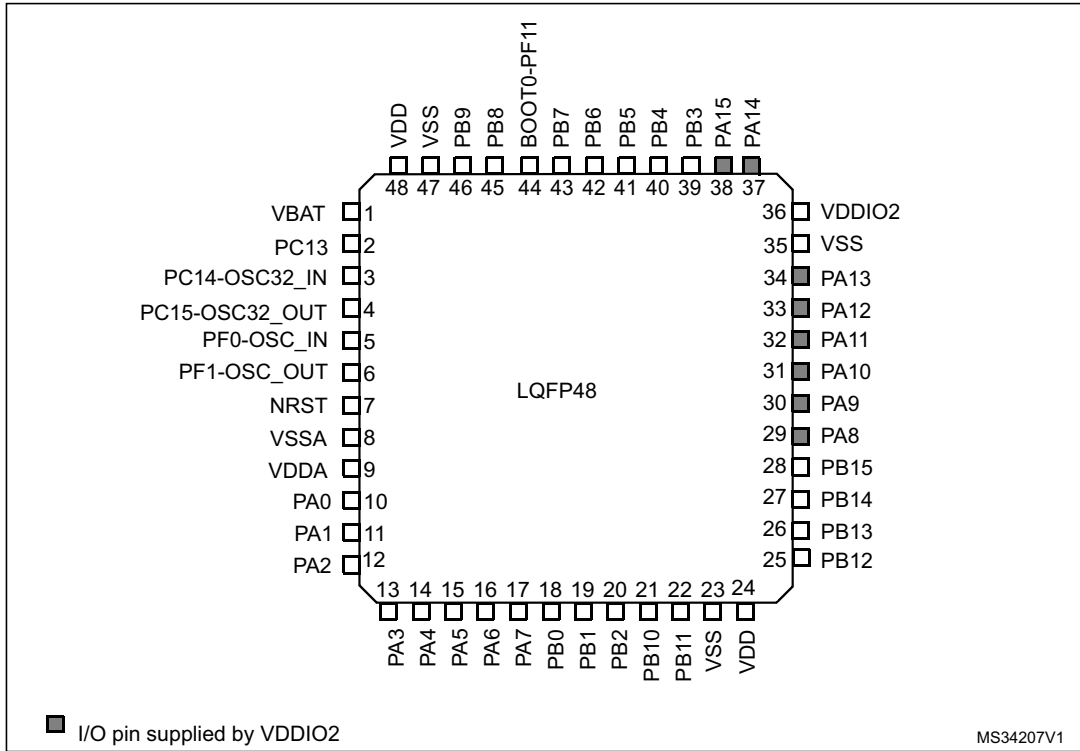 VDD
VSS
PB9
PB8
BOOT0-PF11
PB7
PB6
PB5
PB4
PB3
PA15
PA14
48 47 46 45 44 43 42 41 40 39 38 37
VBAT 1
PC13 2
PC14-OSC32_IN 3
PC15-OSC32_OUT 4
PF0-OSC_IN 5
PF1-OSC_OUT 6
NRST 7
VSSA 8
VDDA 9
PA0 10
PA1 11
PA2 12
LQFP48
36 VDDIO2
35 VSS
34 PA13
33 PA12
32 PA11
31 PA10
30 PA9
29 PA8
28 PB15
27 PB14
26 PB13
25 PB12
13 14 15 16 17 18 19 20 21 22 23 24
PA3
PA4
PA5
PA6
PA7
PB0
PB1
PB2
PB10
PB11
VSS
VDD
I/O pin supplied by VDDIO2
MS34207V1